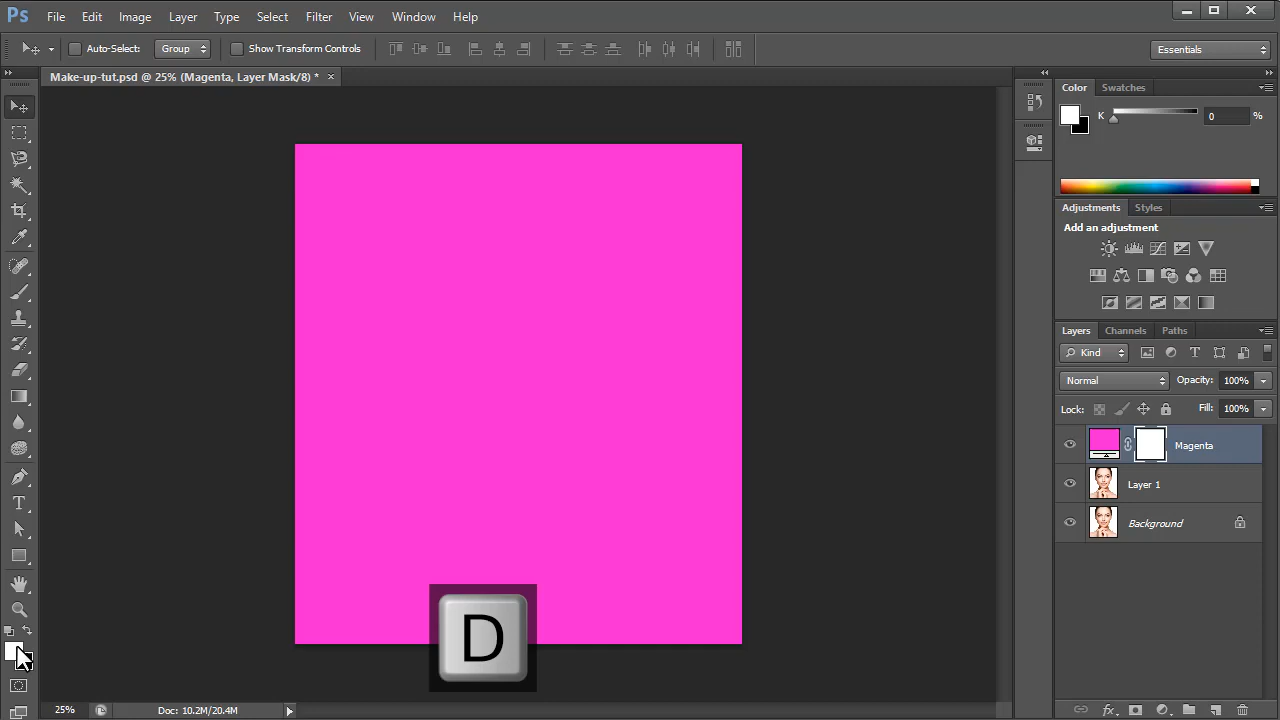 Ps File Edit Image Layer Type Select Filter View Window Help
Auto-Select: Group Show Transform Controls Essentials
Make-up-tut.psd @ 25% (Magenta, Layer Mask/8) *
Color Swatches
K 0 %
Adjustments Styles
Add an adjustment
Layers Channels Paths
Kind
Normal Opacity: 100%
Lock: Fill: 100%
Magenta
Layer 1
Background
T
D
25% Doc: 10.2M/20.4M
fx